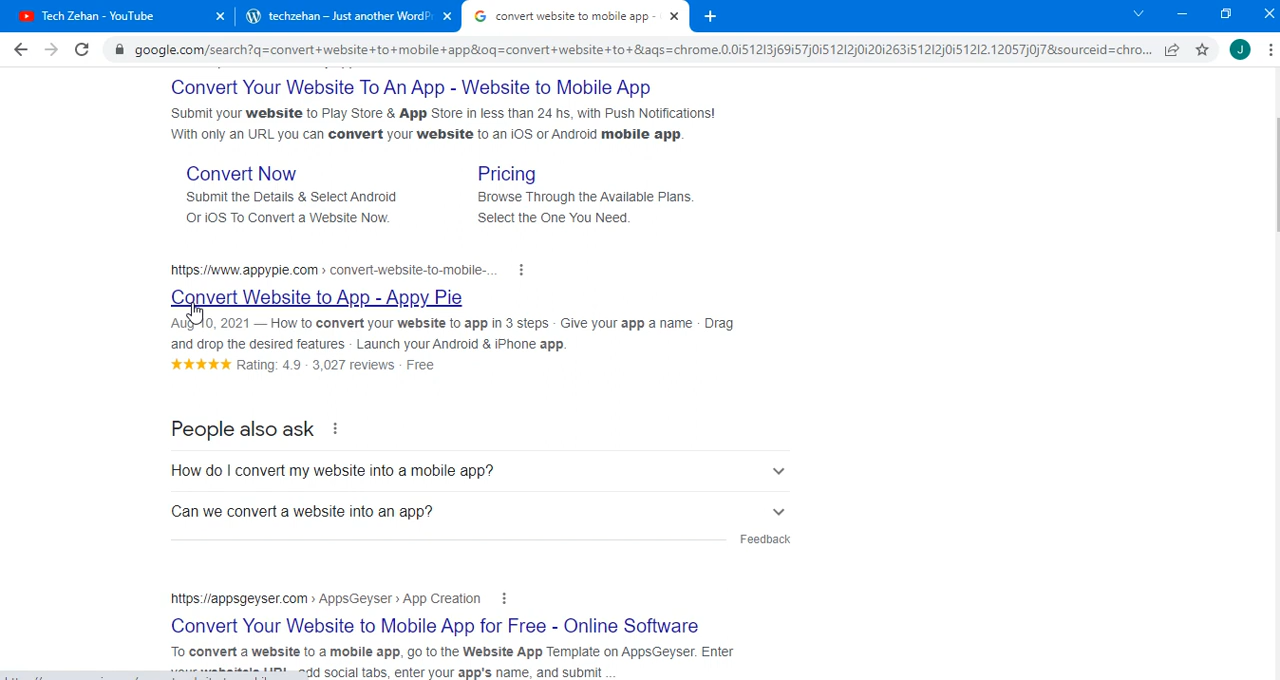 Tech Zehan - YouTube
techzehan – Just another WordPr
convert website to mobile app -
google.com/search?q=convert+website+to+mobile+app&oq=convert+website+to+&aqs=chrome.0.0i512l3j69i57j0i512l2j0i20i263i512l2j0i512l2.12057j0j7&sourceid=chro...
J
Convert Your Website To An App - Website to Mobile App
Submit your website to Play Store & App Store in less than 24 hs, with Push Notifications!
With only an URL you can convert your website to an iOS or Android mobile app.
Convert Now
Pricing
Submit the Details & Select Android
Browse Through the Available Plans.
Or iOS To Convert a Website Now.
Select the One You Need.
https://www.appypie.com › convert-website-to-mobile-...
Convert Website to App - Appy Pie
Aug 10, 2021 — How to convert your website to app in 3 steps · Give your app a name · Drag
and drop the desired features · Launch your Android & iPhone app.
Rating: 4.9 · 3,027 reviews · Free
People also ask
How do I convert my website into a mobile app?
Can we convert a website into an app?
Feedback
https://appsgeyser.com › AppsGeyser › App Creation
Convert Your Website to Mobile App for Free - Online Software
To convert a website to a mobile app, go to the Website App Template on AppsGeyser. Enter
your website's URL, add social tabs, enter your app's name, and submit ...